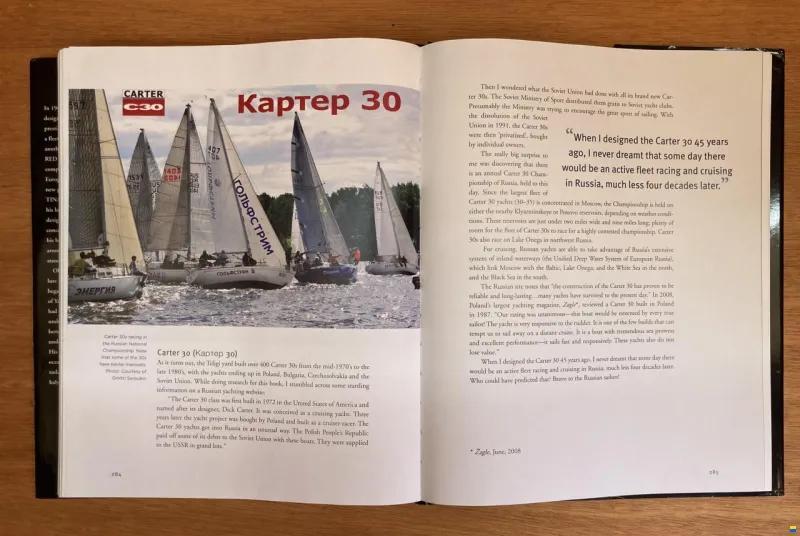 CARTER
C30
Картер 30
ГОЛЬФСТРИМ
ГОЛЬФСТРИМ
ЭНЕРГИЯ
Carter 30s racing in
the Russian National
Championship. Note
that some of the 30s
Photo: Courtesy of
Carter 30 (Картер 30)
As it turns out, the Teligi yard built over 400 Carter 30s from the mid-1970's to the
late 1980's, with the yachts ending up in Poland, Bulgaria, Czechoslovakia and the
Soviet Union. While doing research for this book, I stumbled across some startling
information on a Russian yachting website:
"The Carter 30 class was first built in 1972 in the United States of America and
named after its designer, Dick Carter. It was conceived as a cruising yacht. Three
years later the yacht project was bought by Poland and built as a cruiser-racer. The
Carter 30 yachts got into Russia in an unusual way. The Polish People's Republic
paid off some of its debt to the Soviet Union with these boats. They were supplied
to the USSR in grand lots."
084
Then I wondered what the Soviet Union had done with all its brand new Car-
ter 30s. The Soviet Ministry of Sport distributed them gratis to Soviet yacht clubs.
Presumably the Ministry was trying to encourage the great sport of sailing. With
the dissolution of the Soviet
Union in 1991, the Carter 30s
were then 'privatized', bought
by individual owners.
The really big surprise to
me was discovering that there
is an annual Carter 30 Cham-
pionship of Russia, held to this
day. Since the largest fleet of
Carter 30 yachts (30–35) is concentrated in Moscow, the Championship is held on
either the nearby Klyazminskoye or Pestovo reservoirs, depending on weather condi-
tions. These reservoirs are just under two miles wide and nine miles long; plenty of
room for the fleet of Carter 30s to race for a highly contested championship. Carter
30s also race on Lake Onega in northwest Russia.
"When I designed the Carter 30 45 years
ago, I never dreamt that some day there
would be an active fleet racing and cruising
in Russia, much less four decades later."
For cruising, Russian yachts are able to take advantage of Russia's extensive
system of inland waterways (the Unified Deep Water System of European Russia),
which link Moscow with the Baltic, Lake Onega, and the White Sea in the north,
and the Black Sea in the south.
The Russian site notes that "the construction of the Carter 30 has proven to be
reliable and long-lasting…many yachts have survived to the present day." In 2008,
Poland's largest yachting magazine, Zagle*, reviewed a Carter 30 built in Poland
in 1987. "Our rating was unanimous—this boat would be esteemed by every true
sailor! The yacht is very responsive to the rudder. It is one of the few builds that can
tempt us to sail away on a distant cruise. It is a boat with tremendous sea prowess
and excellent performance—it sails fast and responsively. These yachts also do not
lose value."
When I designed the Carter 30 45 years ago, I never dreamt that some day there
would be an active fleet racing and cruising in Russia, much less four decades later.
Who could have predicted that? Bravo to the Russian sailors!
* Zagle, June, 2008
085